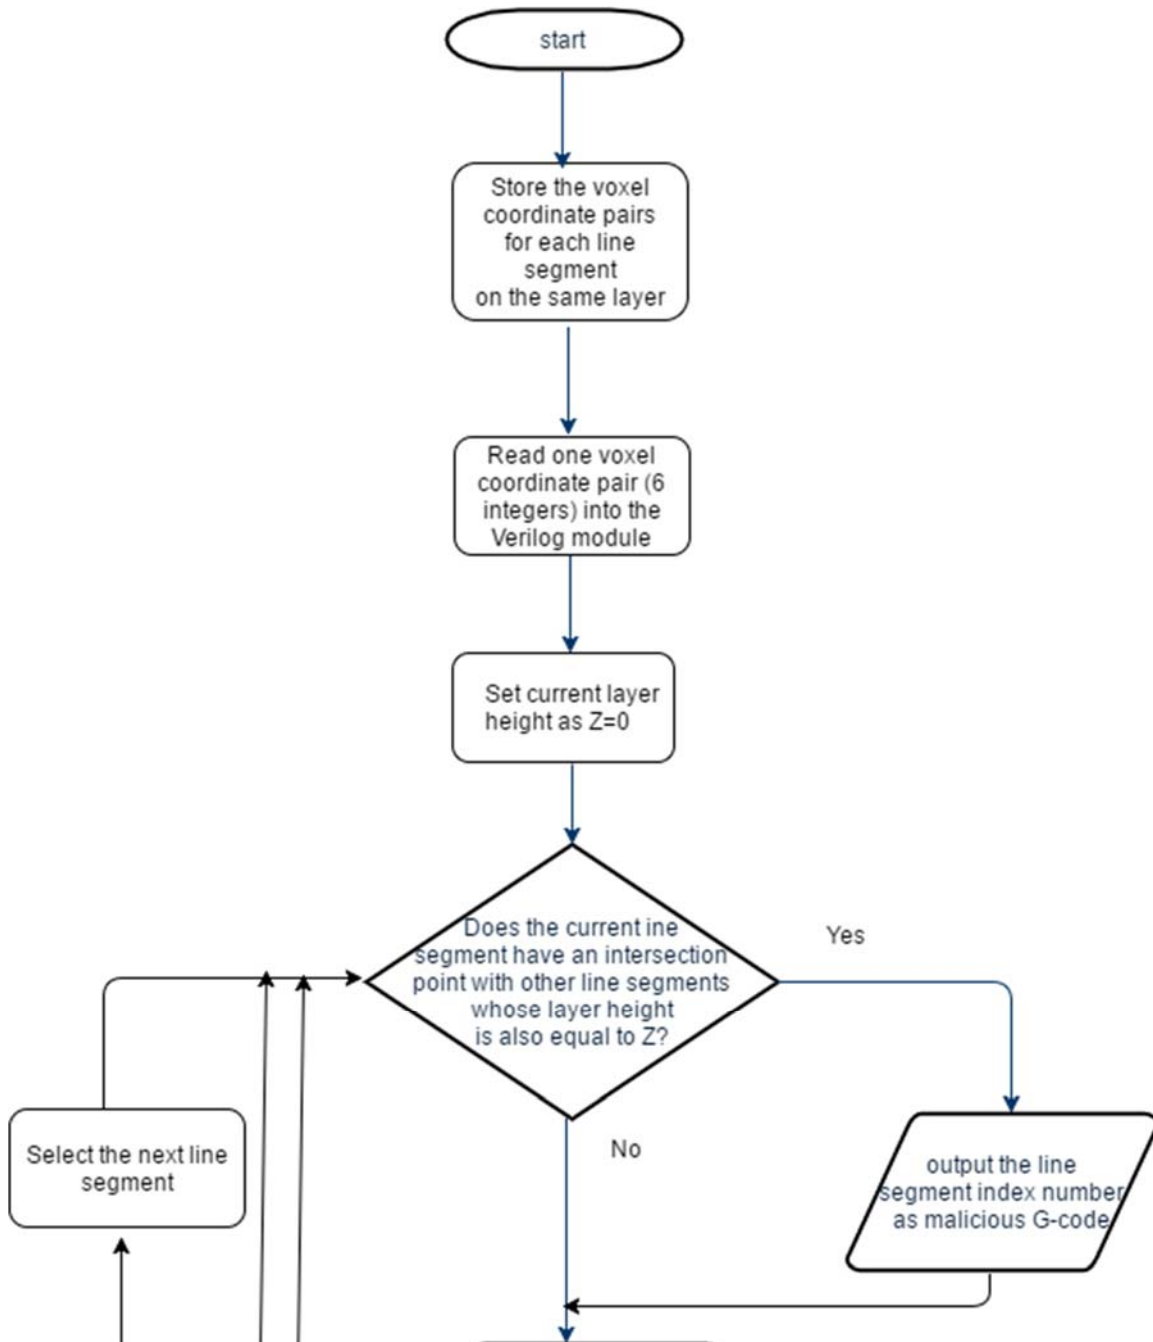 start
Store the voxel
coordinate pairs
for each line
segment
on the same layer
Read one voxel
coordinate pair (6
integers) into the
Verilog module
Set current layer
height as Z=0
Does the current ine
segment have an intersection
point with other line segments
whose layer height
is also equal to Z?
Yes
No
Select the next line
segment
output the line
segment index number
as malicious G-code